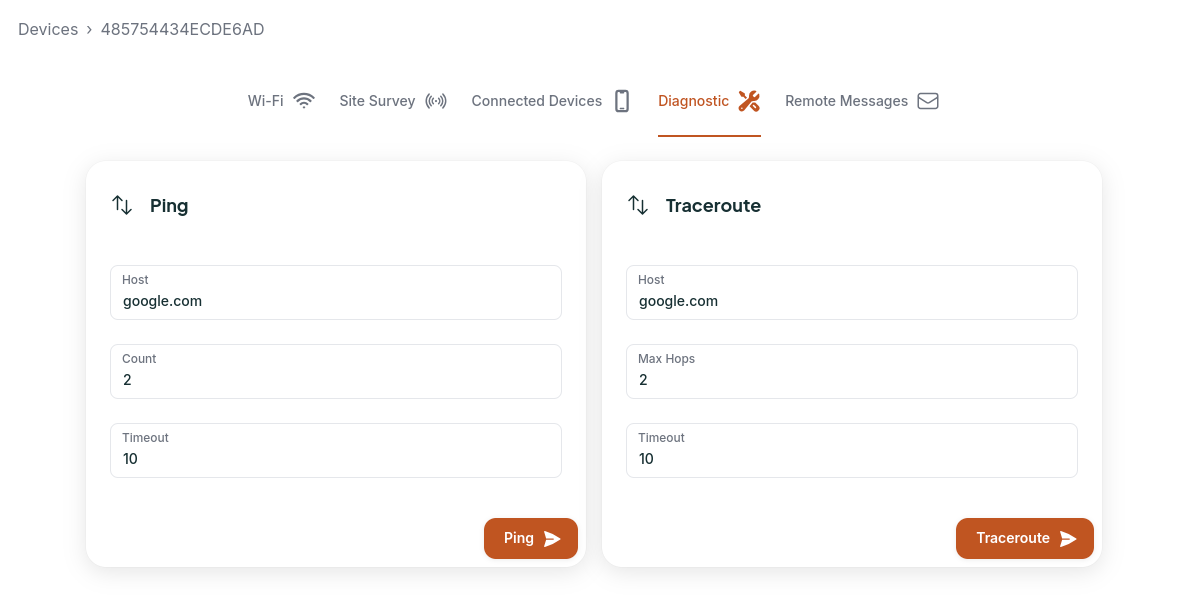 Devices › 485754434ECDE6AD
Wi-Fi Site Survey Connected Devices Diagnostic Remote Messages
Ping
Host
google.com
Count
2
Timeout
10
Ping
Traceroute
Host
google.com
Max Hops
2
Timeout
10
Traceroute